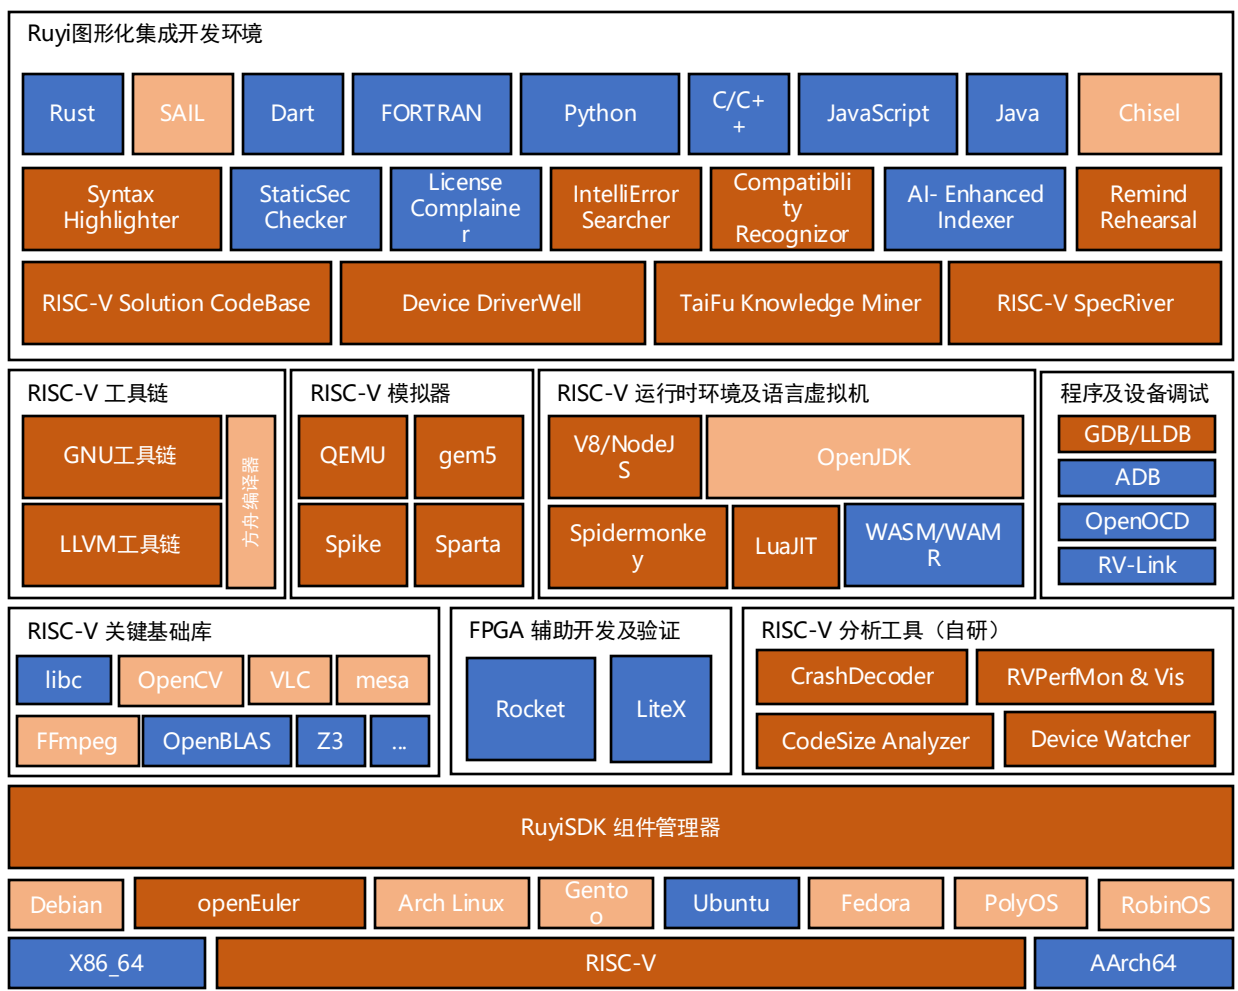 Ruyi图形化集成开发环境
Rust
SAIL
Dart
FORTRAN
Python
C/C+
+
JavaScript
Java
Chisel
Syntax
Highlighter
StaticSec
Checker
License
Complaine
r
IntelliError
Searcher
Compatibili
ty
Recognizor
AI- Enhanced
Indexer
Remind
Rehearsal
RISC-V Solution CodeBase
Device DriverWell
TaiFu Knowledge Miner
RISC-V SpecRiver
RISC-V 工具链
GNU工具链
LLVM工具链
方舟编译器
RISC-V 模拟器
QEMU
gem5
Spike
Sparta
RISC-V 运行时环境及语言虚拟机
V8/NodeJ
S
OpenJDK
Spidermonke
y
LuaJIT
WASM/WAM
R
程序及设备调试
GDB/LLDB
ADB
OpenOCD
RV-Link
RISC-V 关键基础库
libc
OpenCV
VLC
mesa
FFmpeg
OpenBLAS
Z3
...
FPGA 辅助开发及验证
Rocket
LiteX
RISC-V 分析工具（自研）
CrashDecoder
RVPerfMon & Vis
CodeSize Analyzer
Device Watcher
RuyiSDK 组件管理器
Debian
openEuler
Arch Linux
Gento
o
Ubuntu
Fedora
PolyOS
RobinOS
X86_64
RISC-V
AArch64